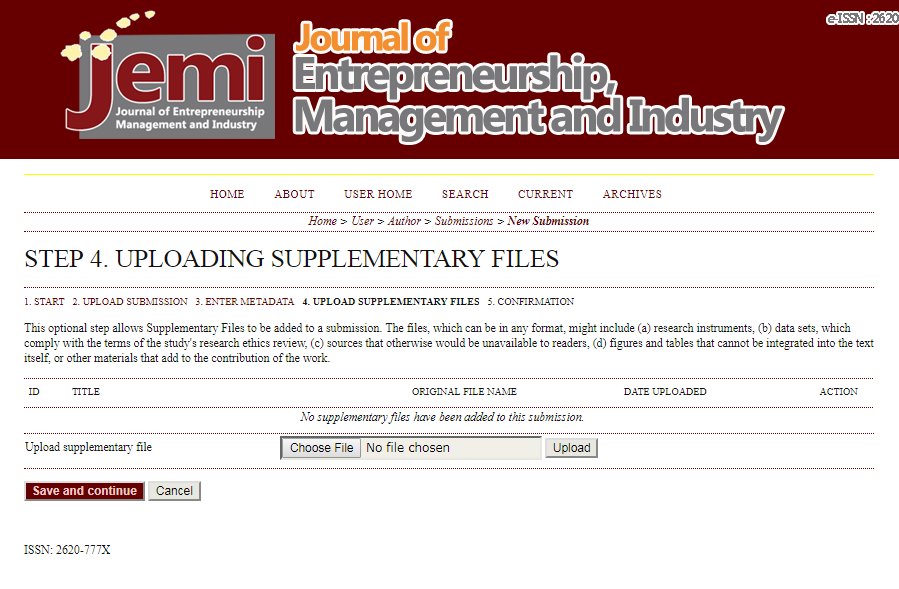 e-ISSN :2620
Jemi
Journal of Entrepreneurship
Management and Industry
Journal of
Entrepreneurship,
Management and Industry
HOME ABOUT USER HOME SEARCH CURRENT ARCHIVES
Home > User > Author > Submissions > New Submission
STEP 4. UPLOADING SUPPLEMENTARY FILES
1. START 2. UPLOAD SUBMISSION 3. ENTER METADATA 4. UPLOAD SUPPLEMENTARY FILES 5. CONFIRMATION
This optional step allows Supplementary Files to be added to a submission. The files, which can be in any format, might include (a) research instruments, (b) data sets, which
comply with the terms of the study's research ethics review, (c) sources that otherwise would be unavailable to readers, (d) figures and tables that cannot be integrated into the text
itself, or other materials that add to the contribution of the work.
ID TITLE ORIGINAL FILE NAME DATE UPLOADED ACTION
No supplementary files have been added to this submission.
Upload supplementary file Choose File No file chosen Upload
Save and continue Cancel
ISSN: 2620-777X